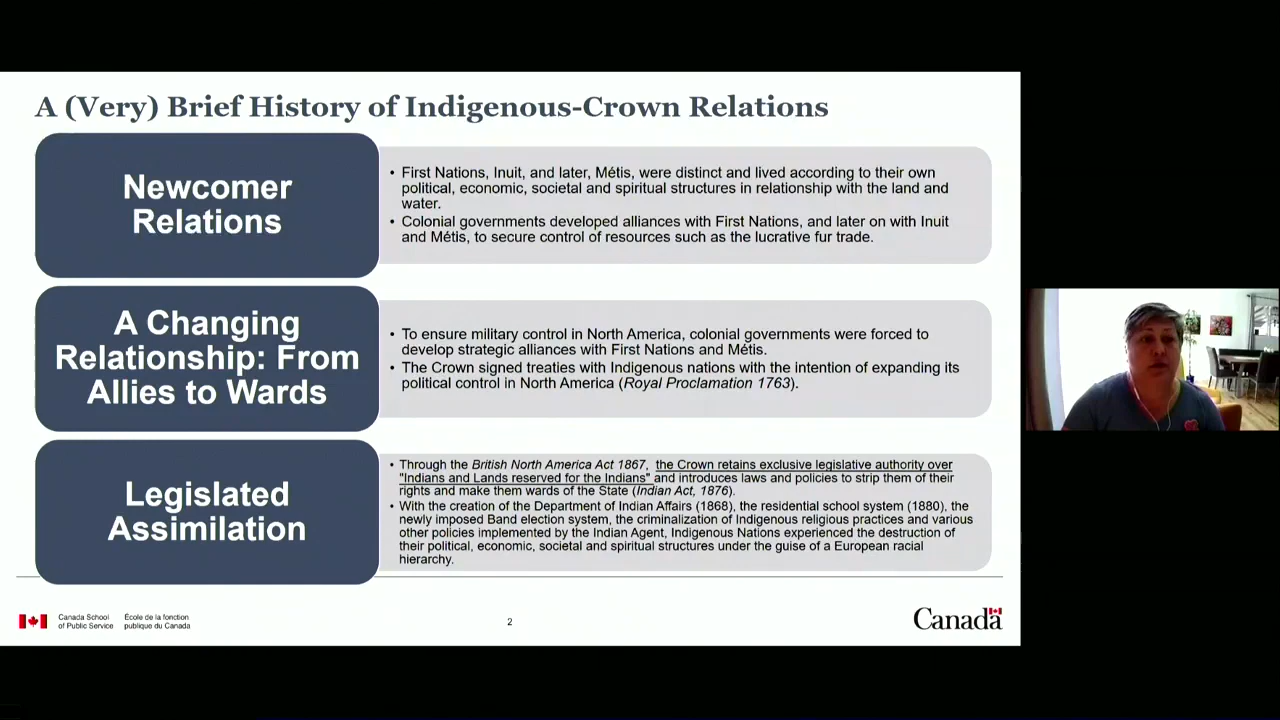 A (Very) Brief History of Indigenous-Crown Relations
Newcomer
Relations
• First Nations, Inuit, and later, Métis, were distinct and lived according to their own
political, economic, societal and spiritual structures in relationship with the land and
water.
• Colonial governments developed alliances with First Nations, and later on with Inuit
and Métis, to secure control of resources such as the lucrative fur trade.
A Changing
Relationship: From
Allies to Wards
• To ensure military control in North America, colonial governments were forced to
develop strategic alliances with First Nations and Métis.
• The Crown signed treaties with Indigenous nations with the intention of expanding its
political control in North America (Royal Proclamation 1763).
Legislated
Assimilation
• Through the British North America Act 1867, the Crown retains exclusive legislative authority over
"Indians and Lands reserved for the Indians" and introduces laws and policies to strip them of their
rights and make them wards of the State (Indian Act, 1876).
• With the creation of the Department of Indian Affairs (1868), the residential school system (1880), the
newly imposed Band election system, the criminalization of Indigenous religious practices and various
other policies implemented by the Indian Agent, Indigenous Nations experienced the destruction of
their political, economic, societal and spiritual structures under the guise of a European racial
hierarchy.
Canada School
of Public Service
École de la fonction
publique du Canada
2
Canada